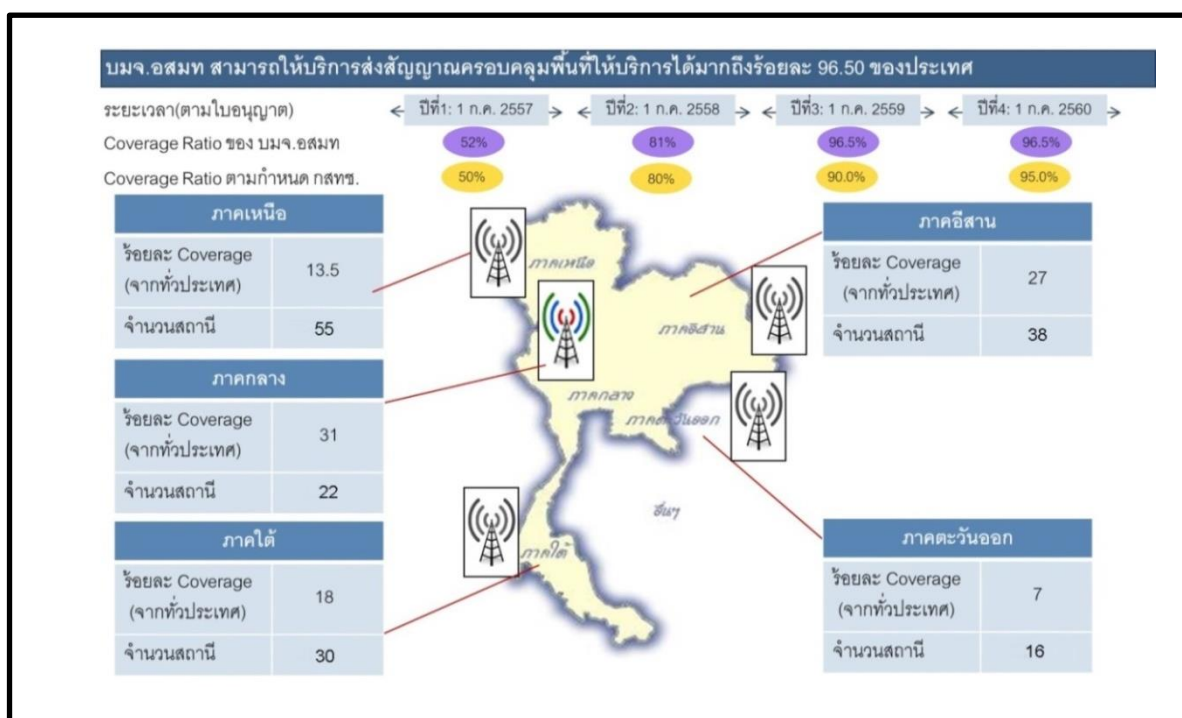 บมจ.อสมท สามารถให้บริการส่งสัญญาณครอบคลุมพื้นที่ให้บริการได้มากถึงร้อยละ 96.50 ของประเทศ
ระยะเวลา(ตามใบอนุญาต) ปีที่1: 1 ก.ค. 2557 ปีที่2: 1 ก.ค. 2558 ปีที่3: 1 ก.ค. 2559 ปีที่4: 1 ก.ค. 2560
Coverage Ratio ของ บมจ.อสมท 52% 81% 96.5% 96.5%
Coverage Ratio ตามกำหนด กสทช. 50% 80% 90.0% 95.0%
ภาคเหนือ
ร้อยละ Coverage
(จากทั่วประเทศ)
13.5
จำนวนสถานี 55
ภาคกลาง
ร้อยละ Coverage
(จากทั่วประเทศ)
31
จำนวนสถานี 22
ภาคใต้
ร้อยละ Coverage
(จากทั่วประเทศ)
18
จำนวนสถานี 30
ภาคเหนือ
ภาคอีสาน
ภาคกลาง
ภาคตะวันออก
อื่นๆ
ภาคใต้
ภาคอีสาน
ร้อยละ Coverage
(จากทั่วประเทศ)
27
จำนวนสถานี 38
ภาคตะวันออก
ร้อยละ Coverage
(จากทั่วประเทศ)
7
จำนวนสถานี 16